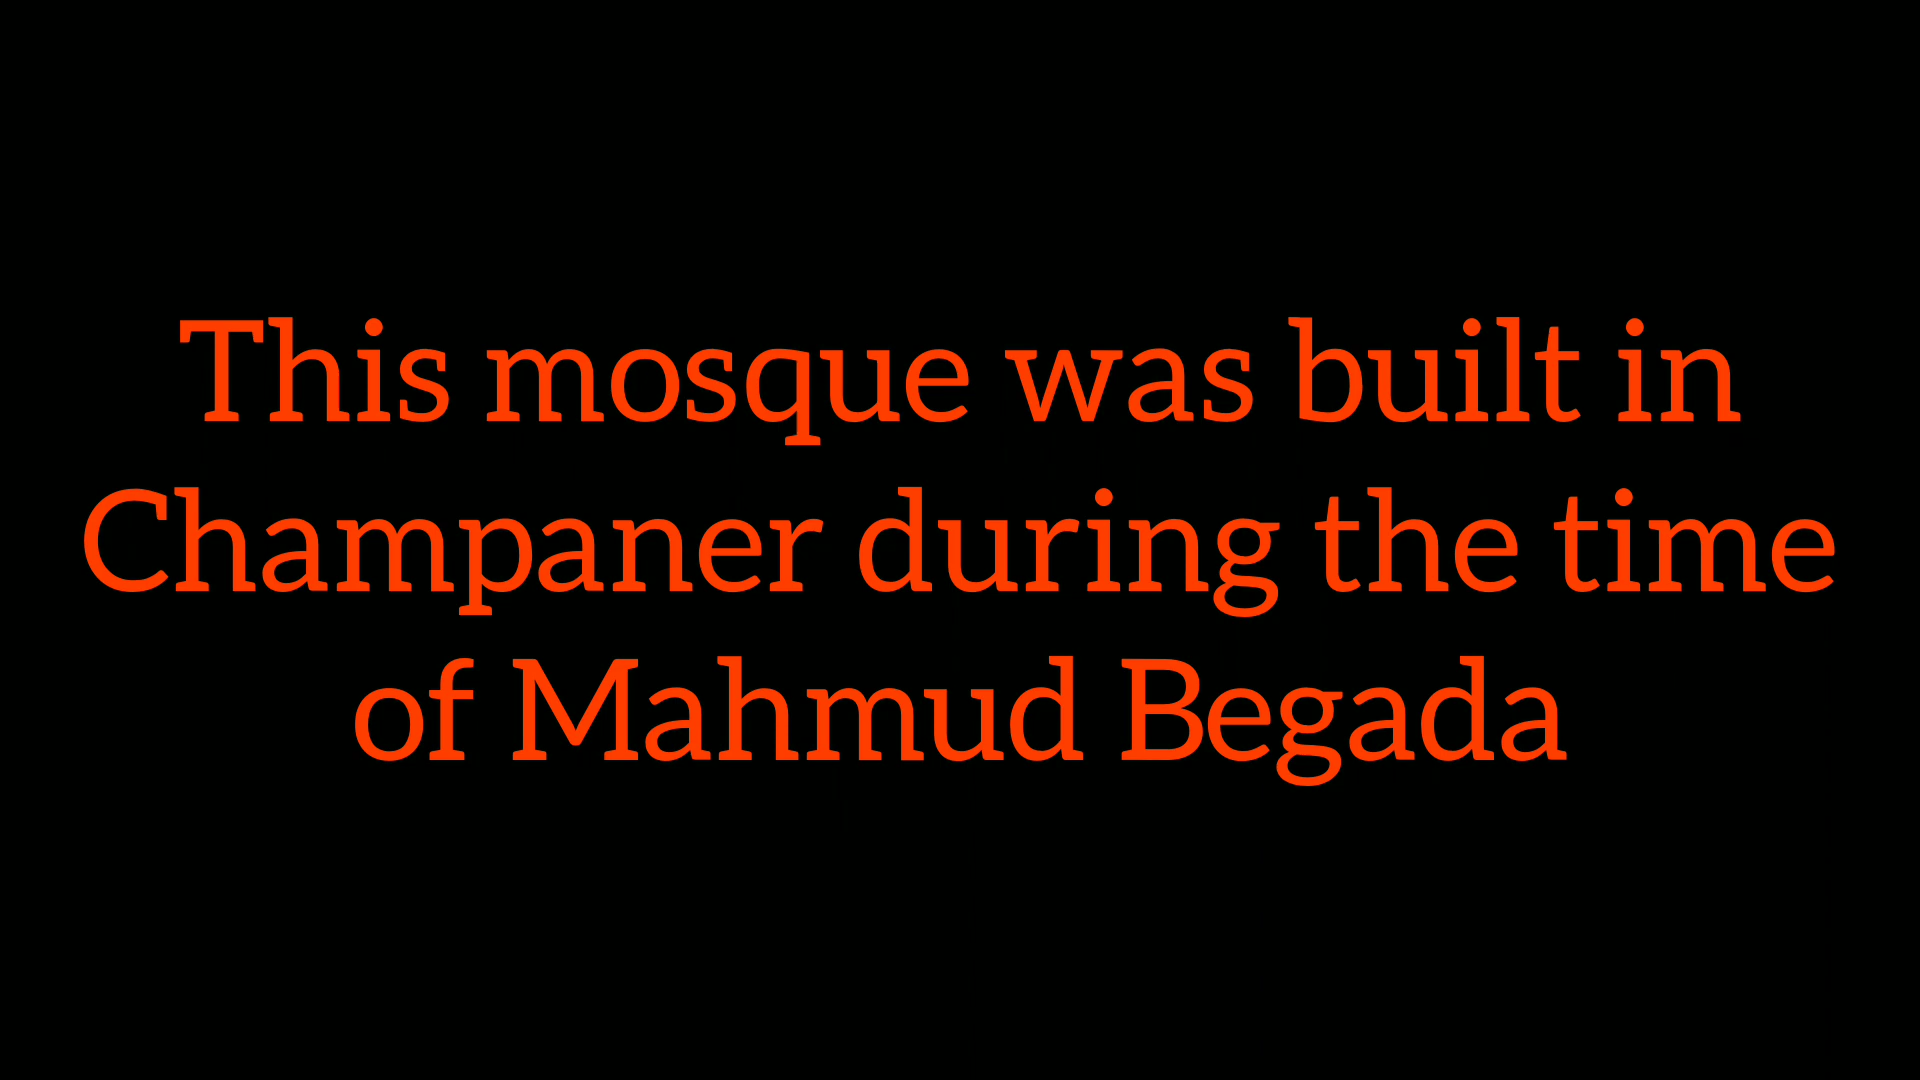 This mosque was built in
Champaner during the time
of Mahmud Begada